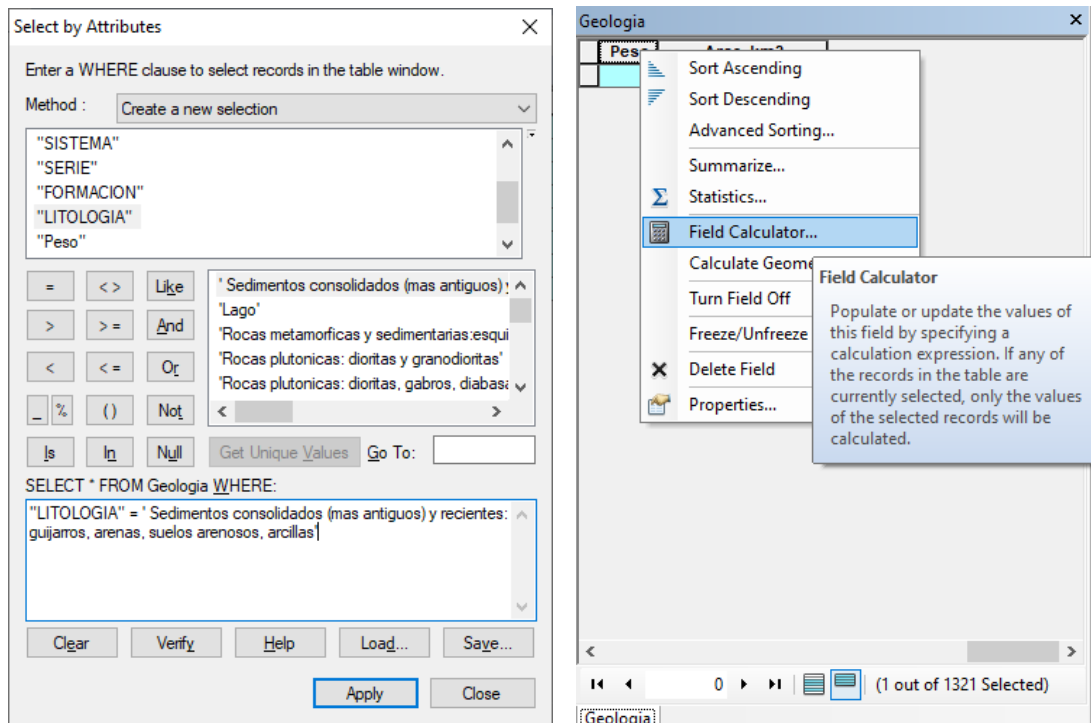 Select by Attributes
Enter a WHERE clause to select records in the table window.
Method :
Create a new selection
"SISTEMA"
"SERIE"
"FORMACION"
"LITOLOGIA"
"Peso"
= < > Like
> > = And
< < = Or
_ % ( ) Not
Is In Null
' Sedimentos consolidados (mas antiguos) y
'Lago'
'Rocas metamorficas y sedimentarias:esqui
'Rocas plutonicas: dioritas y granodioritas'
'Rocas plutonicas: dioritas, gabros, diabasa
Get Unique Values Go To:
SELECT * FROM Geologia WHERE:
"LITOLOGIA" = ' Sedimentos consolidados (mas antiguos) y recientes:
guijarros, arenas, suelos arenosos, arcillas'
Clear Verify Help Load... Save...
Apply Close
Geologia
Peso
Sort Ascending
Sort Descending
Advanced Sorting...
Summarize...
Σ Statistics...
Field Calculator...
Calculate Geome
Turn Field Off
Freeze/Unfreeze
Delete Field
Properties...
Field Calculator
Populate or update the values of
this field by specifying a
calculation expression. If any of
the records in the table are
currently selected, only the values
of the selected records will be
calculated.
0 (1 out of 1321 Selected)
Geologia